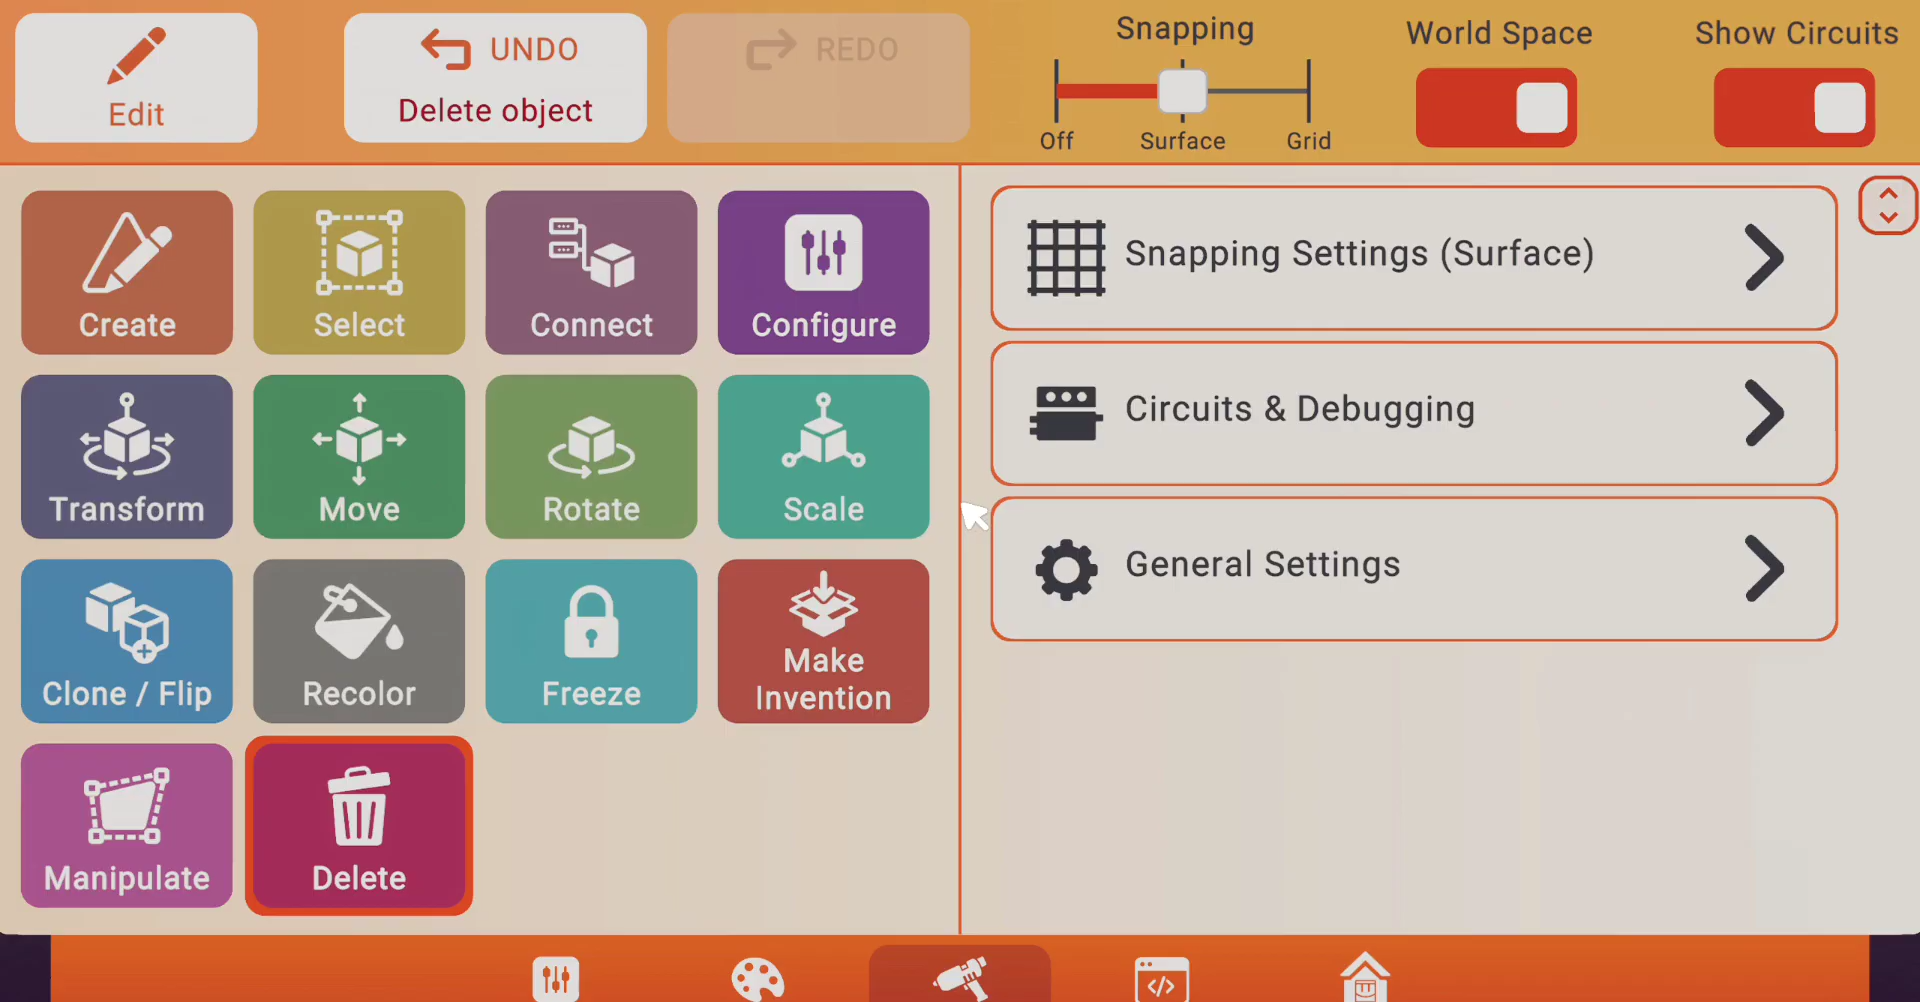 Edit
UNDO
Delete object
REDO
Snapping
Off
Surface
Grid
World Space
Show Circuits
Create
Select
Connect
Configure
Transform
Move
Rotate
Scale
Clone / Flip
Recolor
Freeze
Make
Invention
Manipulate
Delete
Snapping Settings (Surface)
Circuits & Debugging
General Settings